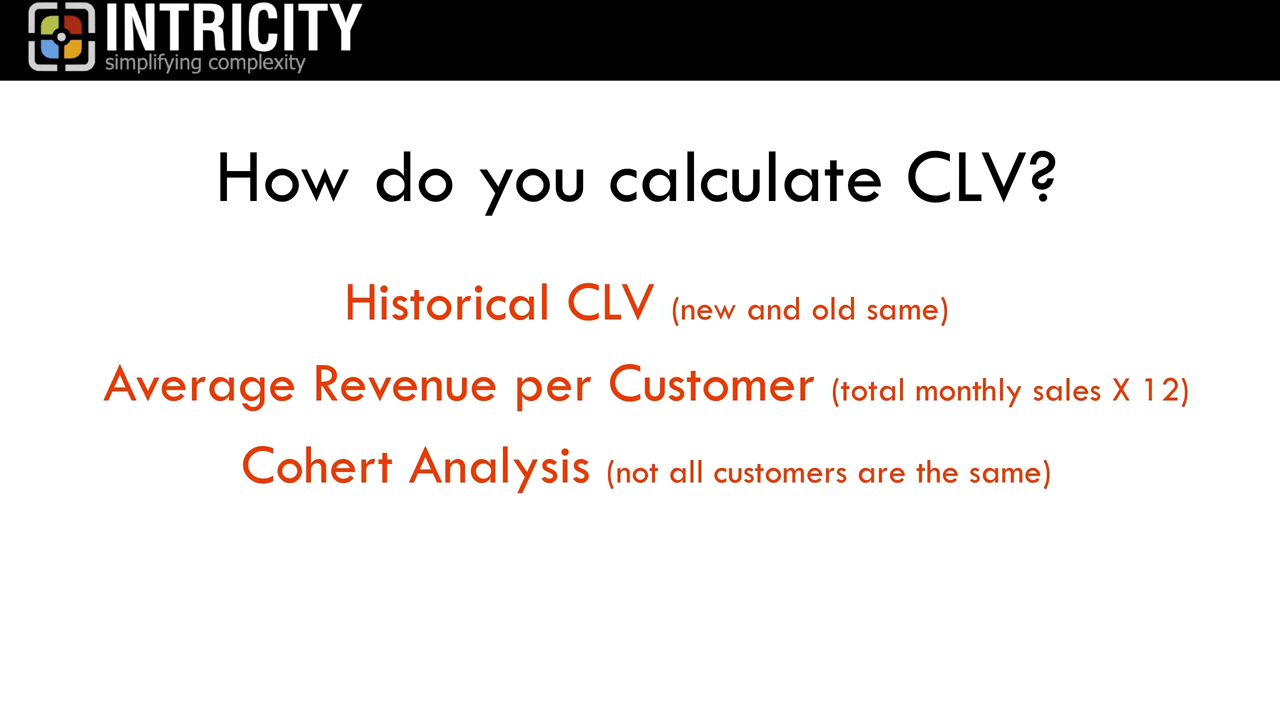 INTRICITY
simplifying complexity
How do you calculate CLV?
Historical CLV (new and old same)
Average Revenue per Customer (total monthly sales X 12)
Cohert Analysis (not all customers are the same)